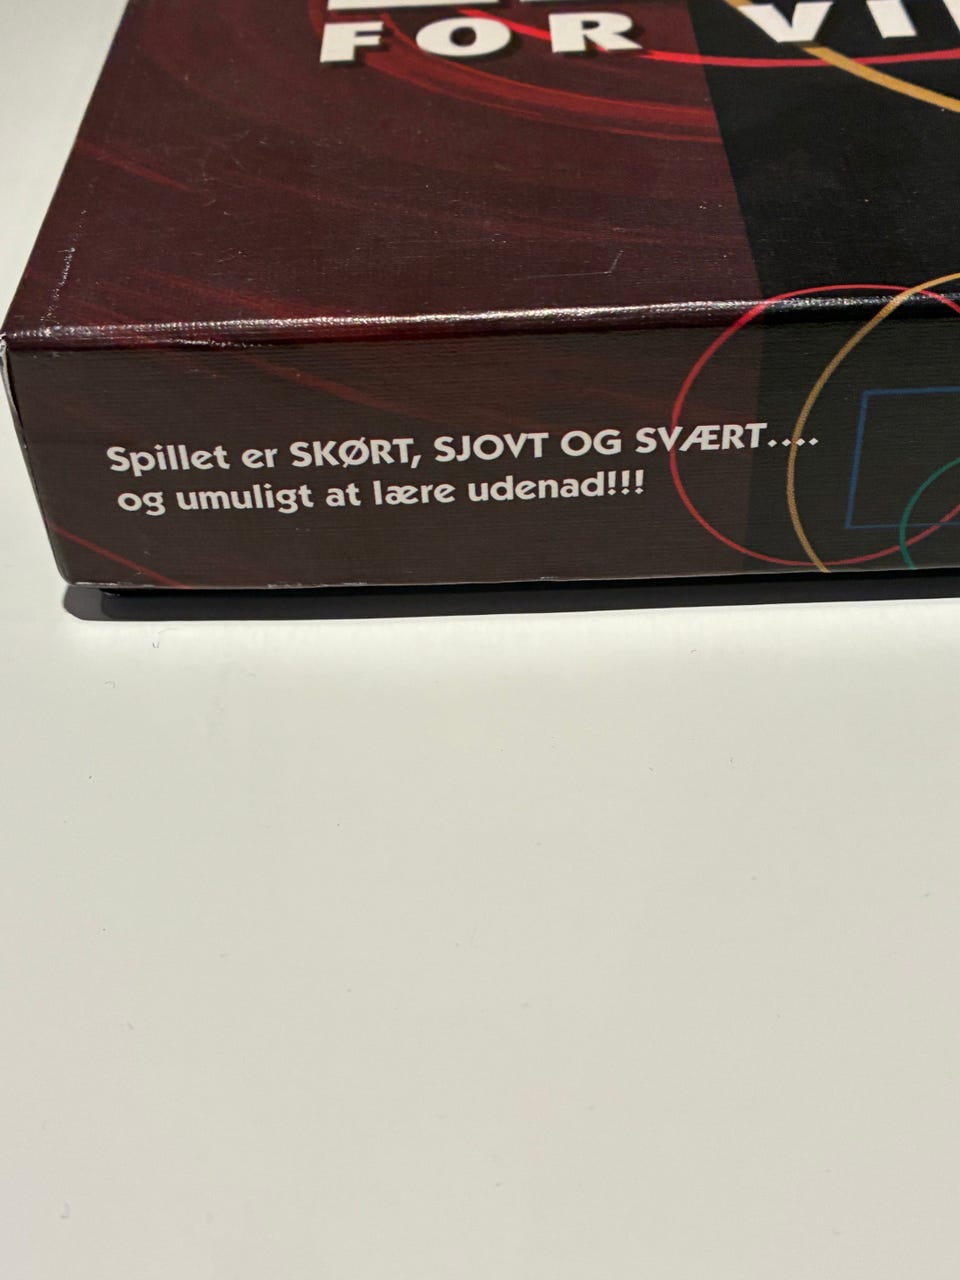 FOR
Spillet er SKØRT, SJOVT OG SVÆRT....
og umuligt at lære udenad!!!